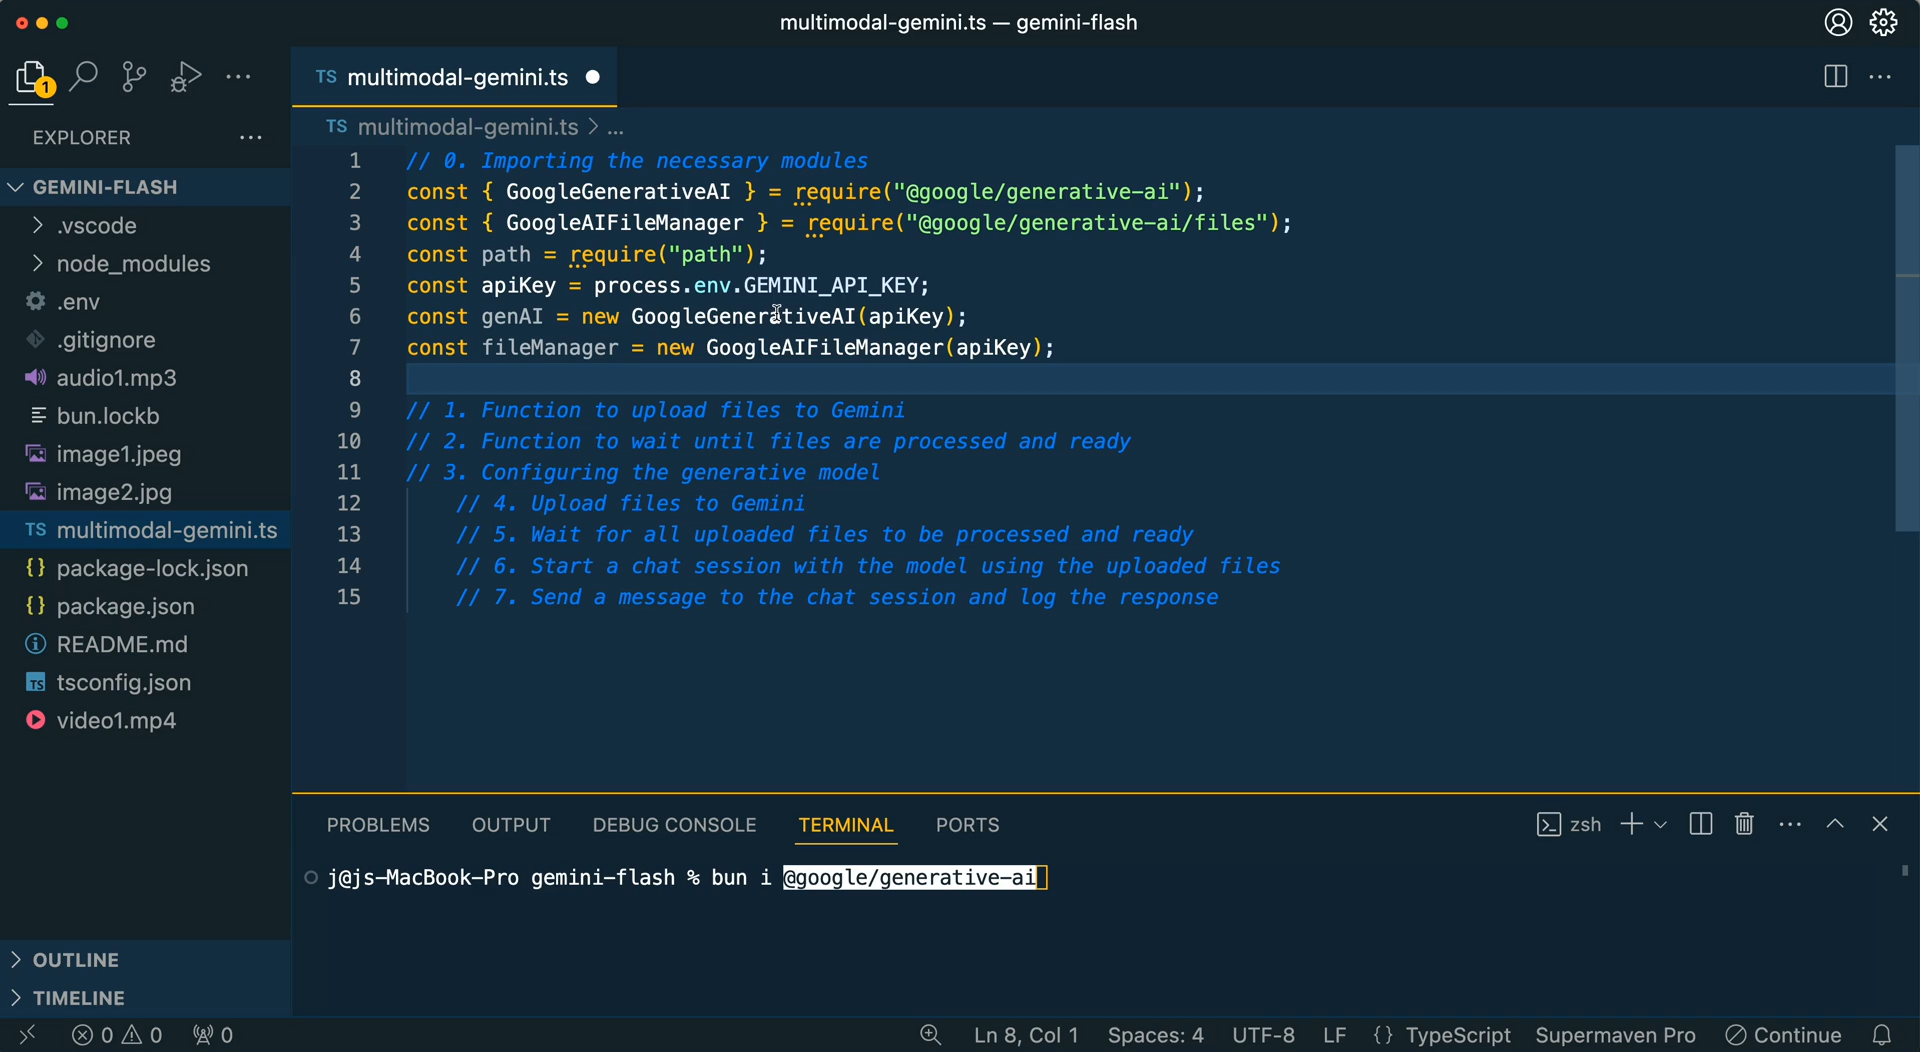 multimodal-gemini.ts — gemini-flash
1
TS multimodal-gemini.ts
EXPLORER
TS multimodal-gemini.ts > ...
GEMINI-FLASH
.vscode
node_modules
.env
.gitignore
audio1.mp3
bun.lockb
image1.jpeg
image2.jpg
TS multimodal-gemini.ts
{} package-lock.json
{} package.json
README.md
TS tsconfig.json
video1.mp4
OUTLINE
TIMELINE
1 // 0. Importing the necessary modules
2 const { GoogleGenerativeAI } = require("@google/generative-ai");
3 const { GoogleAIFileManager } = require("@google/generative-ai/files");
4 const path = require("path");
5 const apiKey = process.env.GEMINI_API_KEY;
6 const genAI = new GoogleGenerativeAI(apiKey);
7 const fileManager = new GoogleAIFileManager(apiKey);
8
9 // 1. Function to upload files to Gemini
10 // 2. Function to wait until files are processed and ready
11 // 3. Configuring the generative model
12 // 4. Upload files to Gemini
13 // 5. Wait for all uploaded files to be processed and ready
14 // 6. Start a chat session with the model using the uploaded files
15 // 7. Send a message to the chat session and log the response
PROBLEMS OUTPUT DEBUG CONSOLE TERMINAL PORTS zsh
j@js-MacBook-Pro gemini-flash % bun i @google/generative-ai
0 0 0 Ln 8, Col 1 Spaces: 4 UTF-8 LF {} TypeScript Supermaven Pro Continue